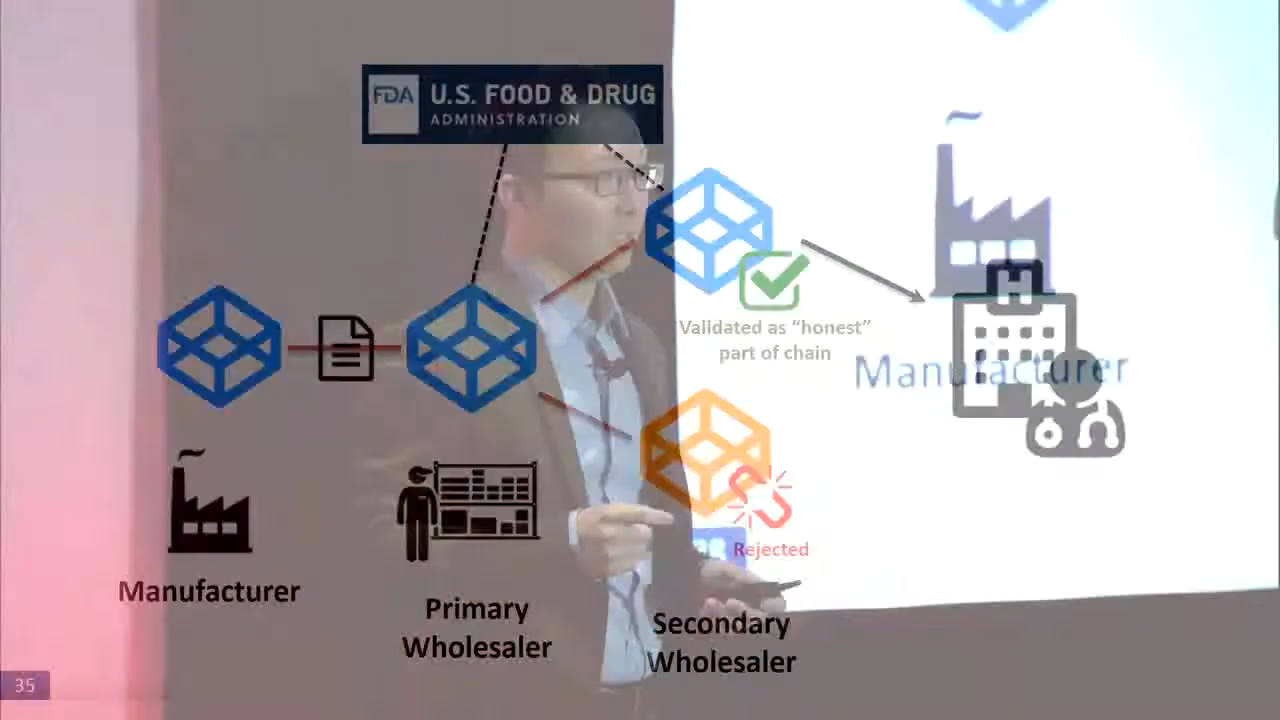 FDA
U.S. FOOD & DRUG
ADMINISTRATION
H
Validated as “honest”
part of chain
Manufacturer
Rejected
Manufacturer
Primary
Wholesaler
Secondary
Wholesaler
35